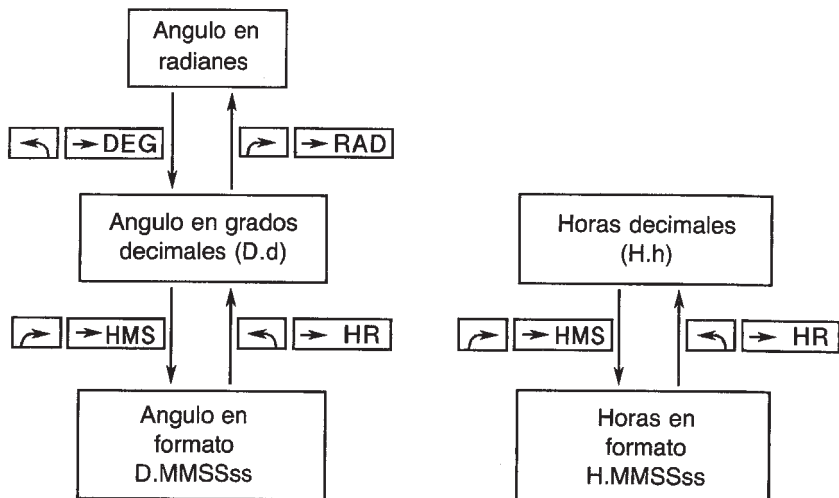 Angulo en
radianes
→ DEG
→ RAD
Angulo en grados
decimales (D.d)
→HMS
→ HR
Angulo en
formato
D.MMSSss
Horas decimales
(H.h)
→HMS
→ HR
Horas en
formato
H.MMSSss